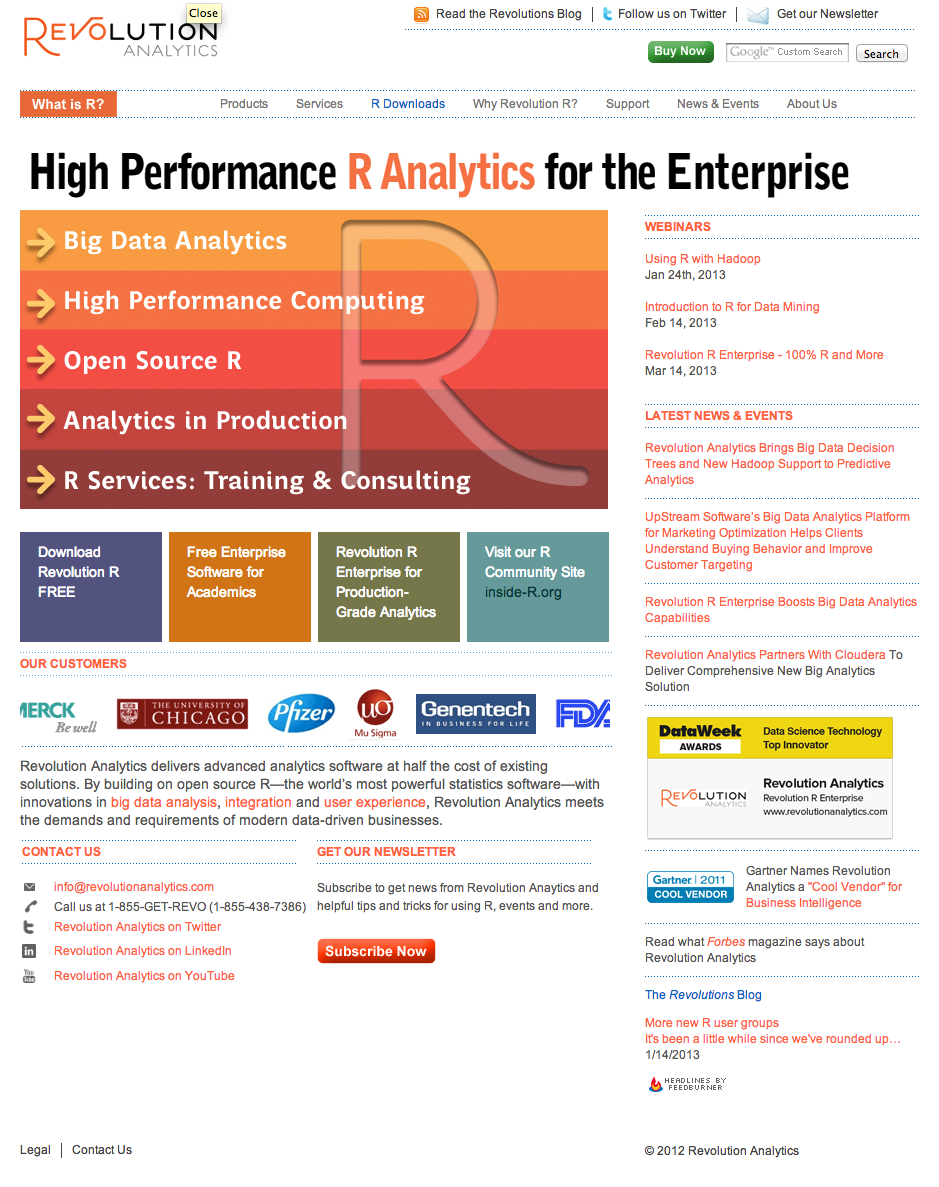 Close
REVOLUTION
ANALYTICS
Read the Revolutions Blog
Follow us on Twitter
Get our Newsletter
Buy Now
Google™ Custom Search
Search
What is R?
Products
Services
R Downloads
Why Revolution R?
Support
News & Events
About Us
High Performance R Analytics for the Enterprise
Big Data Analytics
High Performance Computing
Open Source R
Analytics in Production
R Services: Training & Consulting
R
Download
Revolution R
FREE
Free Enterprise
Software for
Academics
Revolution R
Enterprise for
Production-
Grade Analytics
Visit our R
Community Site
inside-R.org
OUR CUSTOMERS
MERCK
Be well
THE UNIVERSITY OF
CHICAGO
Pfizer
uO
Mu Sigma
Genentech
IN BUSINESS FOR LIFE
FDA
Revolution Analytics delivers advanced analytics software at half the cost of existing
solutions. By building on open source R—the world's most powerful statistics software—with
innovations in big data analysis, integration and user experience, Revolution Analytics meets
the demands and requirements of modern data-driven businesses.
CONTACT US
info@revolutionanalytics.com
Call us at 1-855-GET-REVO (1-855-438-7386)
Revolution Analytics on Twitter
in
Revolution Analytics on LinkedIn
You
Tube
Revolution Analytics on YouTube
GET OUR NEWSLETTER
Subscribe to get news from Revolution Anaytics and
helpful tips and tricks for using R, events and more.
Subscribe Now
WEBINARS
Using R with Hadoop
Jan 24th, 2013
Introduction to R for Data Mining
Feb 14, 2013
Revolution R Enterprise - 100% R and More
Mar 14, 2013
LATEST NEWS & EVENTS
Revolution Analytics Brings Big Data Decision
Trees and New Hadoop Support to Predictive
Analytics
UpStream Software's Big Data Analytics Platform
for Marketing Optimization Helps Clients
Understand Buying Behavior and Improve
Customer Targeting
Revolution R Enterprise Boosts Big Data Analytics
Capabilities
Revolution Analytics Partners With Cloudera To
Deliver Comprehensive New Big Analytics
Solution
DataWeek
AWARDS
Data Science Technology
Top Innovator
REVOLUTION
ANALYTICS
Revolution Analytics
Revolution R Enterprise
www.revolutionanalytics.com
Gartner | 2011
COOL VENDOR
Gartner Names Revolution
Analytics a "Cool Vendor" for
Business Intelligence
Read what Forbes magazine says about
Revolution Analytics
The Revolutions Blog
More new R user groups
It's been a little while since we've rounded up…
1/14/2013
HEADLINES BY
FEEDBURNER
Legal
Contact Us
© 2012 Revolution Analytics